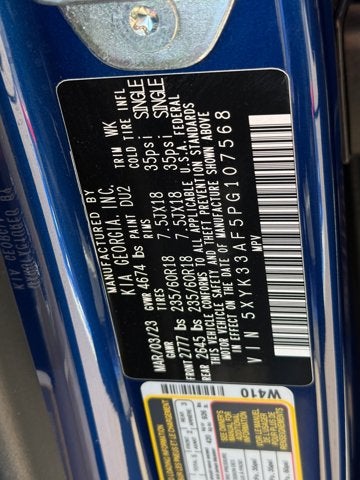 MANUFACTURED BY
KIA GEORGIA, INC.
MAR/03/23 PAINT DU2 TRIM WK
GVWR 4674 lbs
GAWR TIRES RIMS COLD TIRE INFL
FRONT 2777 lbs 235/60R18 7.5JX18 35psi SINGLE
REAR 2645 lbs 235/60R18 7.5JX18 35psi SINGLE
THIS VEHICLE CONFORMS TO ALL APPLICABLE U.S.A. FEDERAL
MOTOR VEHICLE SAFETY AND THEFT PREVENTION STANDARDS
IN EFFECT ON THE DATE OF MANUFACTURE SHOWN ABOVE
VIN 5XYK33AF5PG107568
MPV
W410